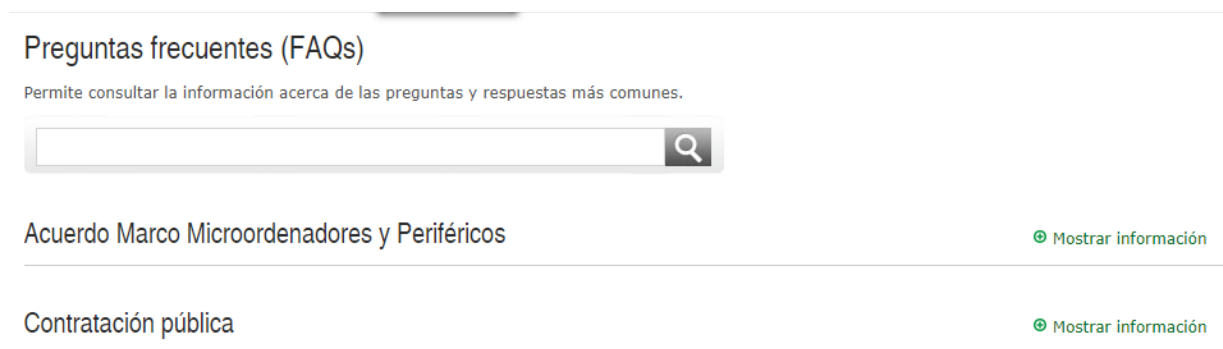 Preguntas frecuentes (FAQs)
Permite consultar la información acerca de las preguntas y respuestas más comunes.
Acuerdo Marco Microordenadores y Periféricos
Mostrar información
Contratación pública
Mostrar información